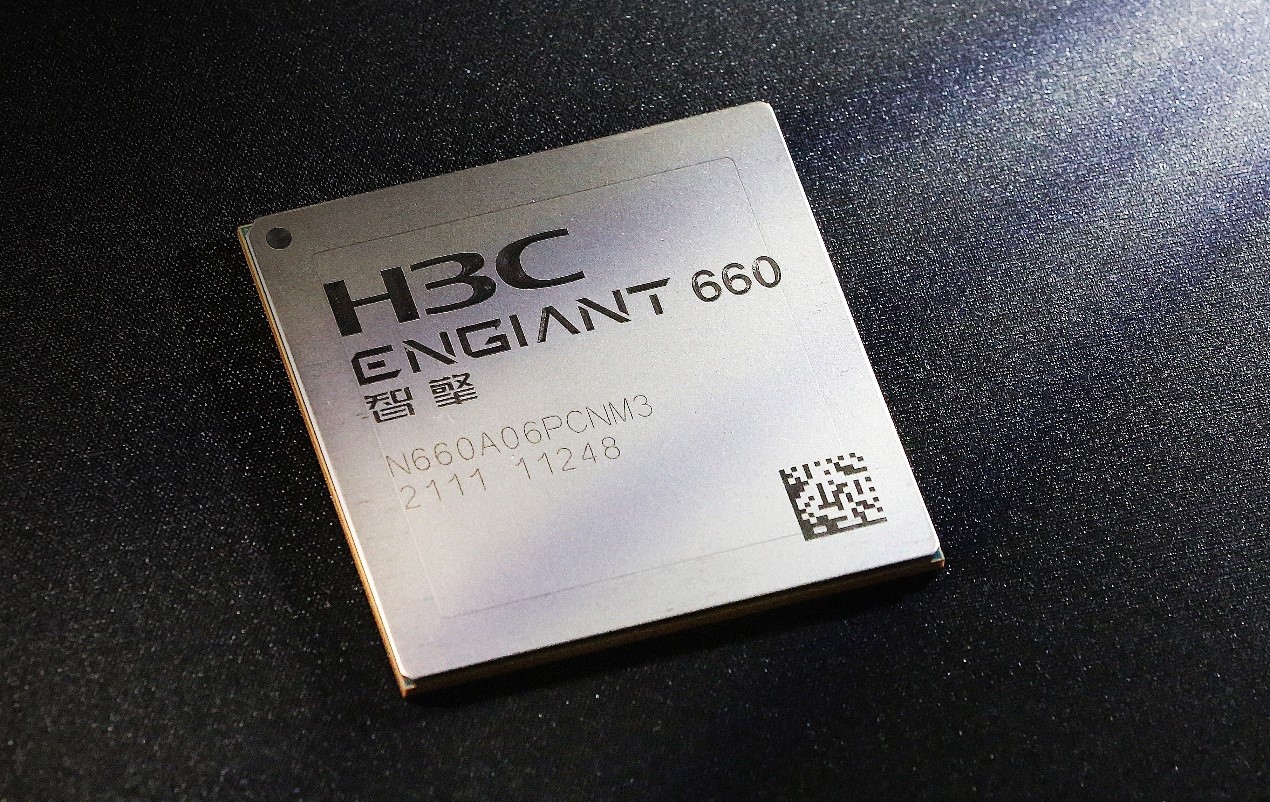 H3C
ENGIANT 660
智擎
N660A06PCNM3
2111 11248